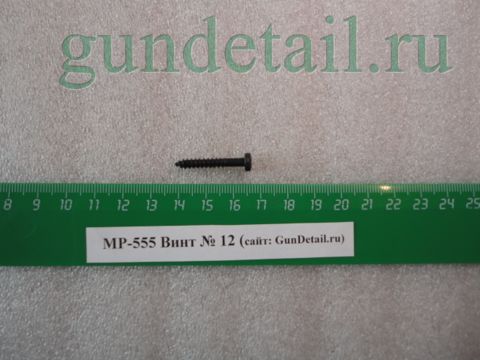 gundetail.ru
8 9 10 11 12 13 14 15 16 17 18 19 20 21 22 23 24 25
МР-555 Винт № 12 (сайт: GunDetail.ru)